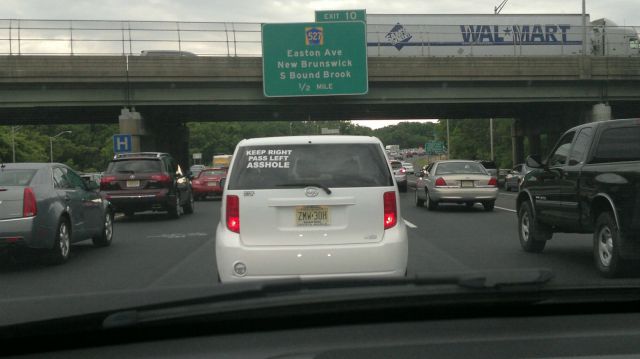 EXIT 10
527
Easton Ave
New Brunswick
S Bound Brook
1/2 MILE
WAL-MART
H
KEEP RIGHT
PASS LEFT
ASSHOLE
ZMW·30H